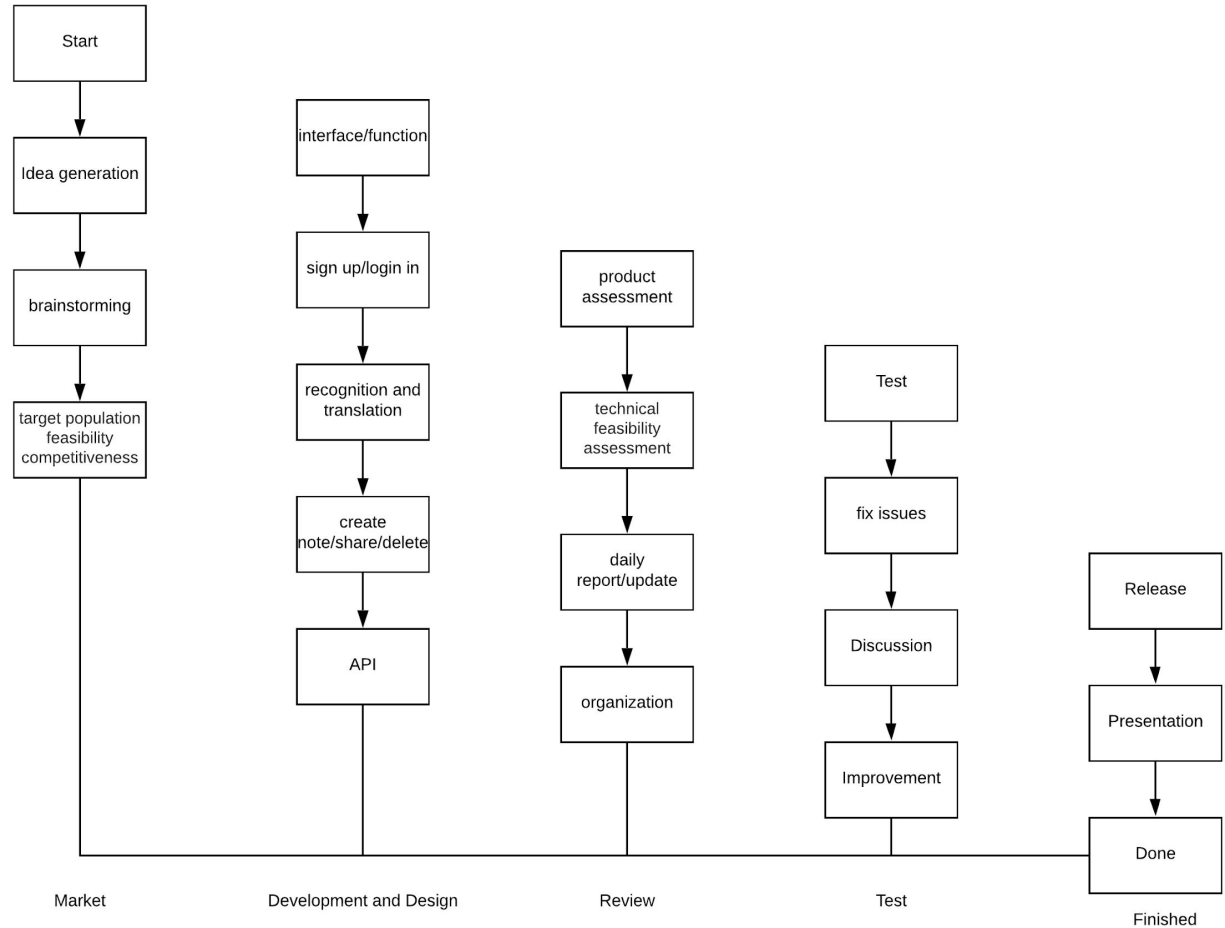 Start
Idea generation
brainstorming
target population
feasibility
competitiveness
Market
interface/function
sign up/login in
recognition and
translation
create
note/share/delete
API
Development and Design
product
assessment
technical
feasibility
assessment
daily
report/update
organization
Review
Test
fix issues
Discussion
Improvement
Test
Release
Presentation
Done
Finished